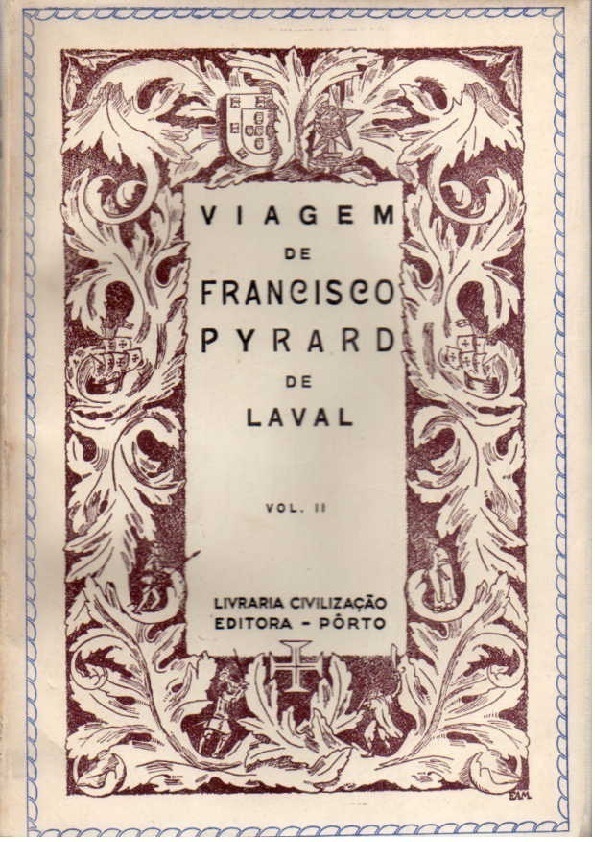 VIAGEM
DE
FRANCISCO
PYRARD
DE
LAVAL
VOL. II
LIVRARIA CIVILIZAÇÃO
EDITORA - PÔRTO